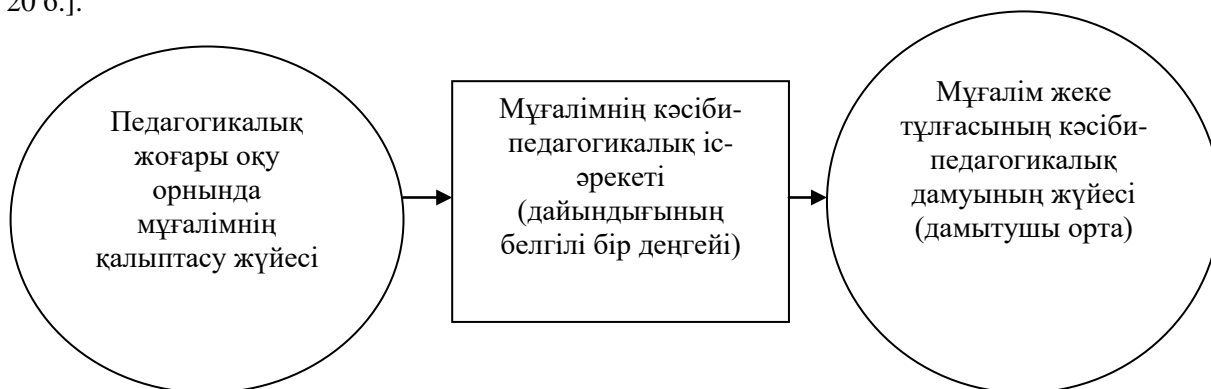 20 б.].
Педагогикалық
жоғары оқу
орнында
мұғалімнің
қалыптасу жүйесі
Мұғалімнің кәсіби-
педагогикалық іс-
әрекеті
(дайындығының
белгілі бір деңгейі)
Мұғалім жеке
тұлғасының кәсіби-
педагогикалық
дамуының жүйесі
(дамытушы орта)